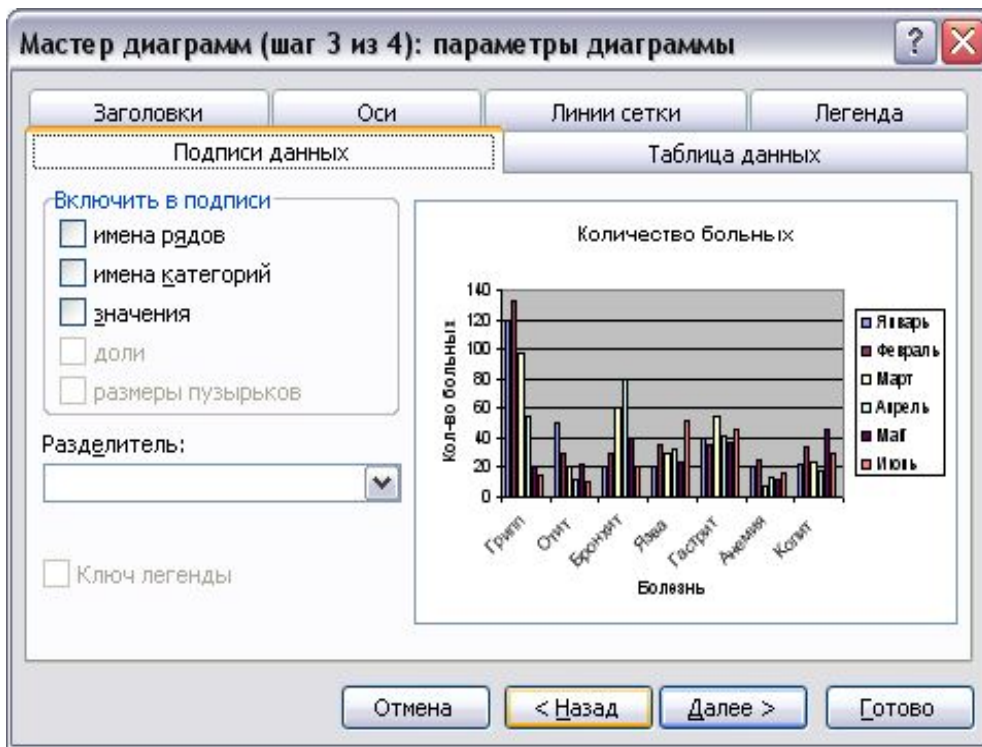 Мастер диаграмм (шаг 3 из 4): параметры диаграммы
Заголовки Оси Линии сетки Легенда
Подписи данных Таблица данных
Включить в подписи
имена рядов
имена категорий
значения
доли
размеры пузырьков
Разделитель:
Ключ легенды
Количество больных
Кол-во больных
140
120
100
80
60
40
20
0
Грипп Отит Бронхит Язва Гастрит Анемия Колит
Болезнь
Январь
Февраль
Март
Апрель
Май
Июнь
Отмена < Назад Далее > Готово